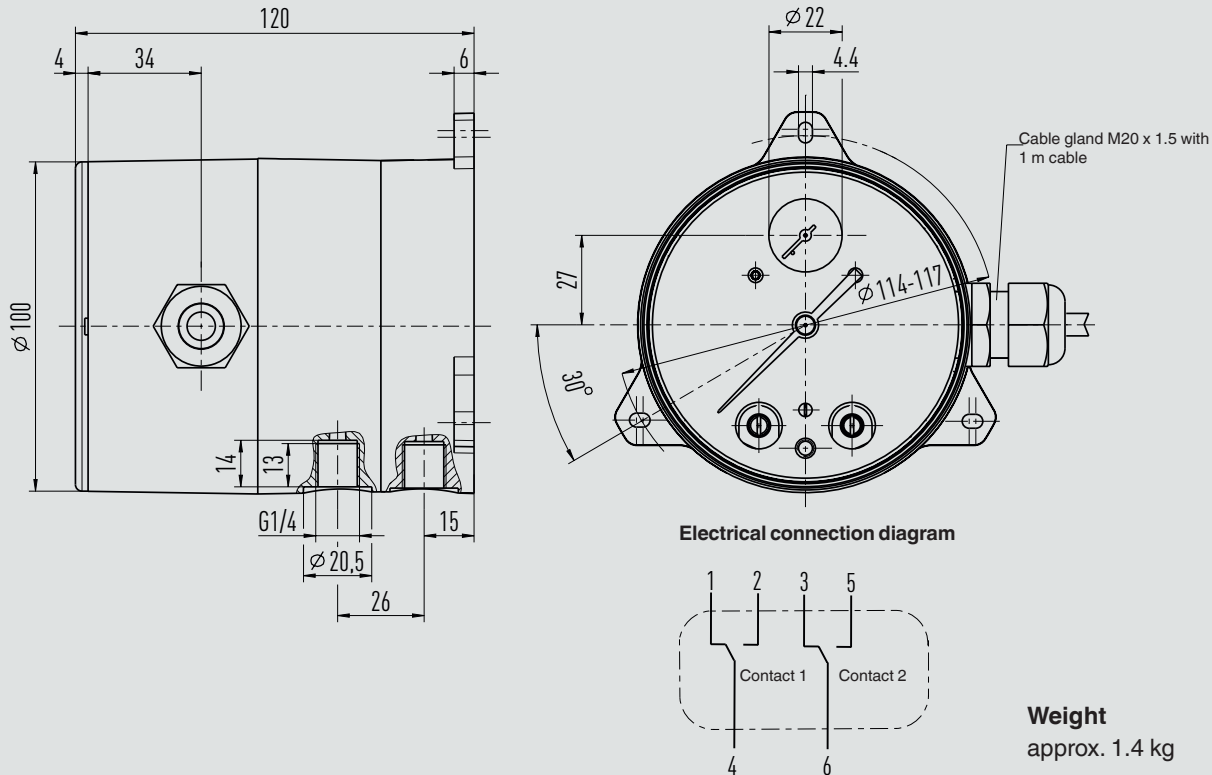 120
4
34
6
⌀ 100
14
13
G1/4
⌀ 20,5
15
26
⌀ 22
4.4
27
30°
⌀ 114-117
Cable gland M20 x 1.5 with
1 m cable
Electrical connection diagram
1 2 3 5
Contact 1 Contact 2
4 6
Weight
approx. 1.4 kg